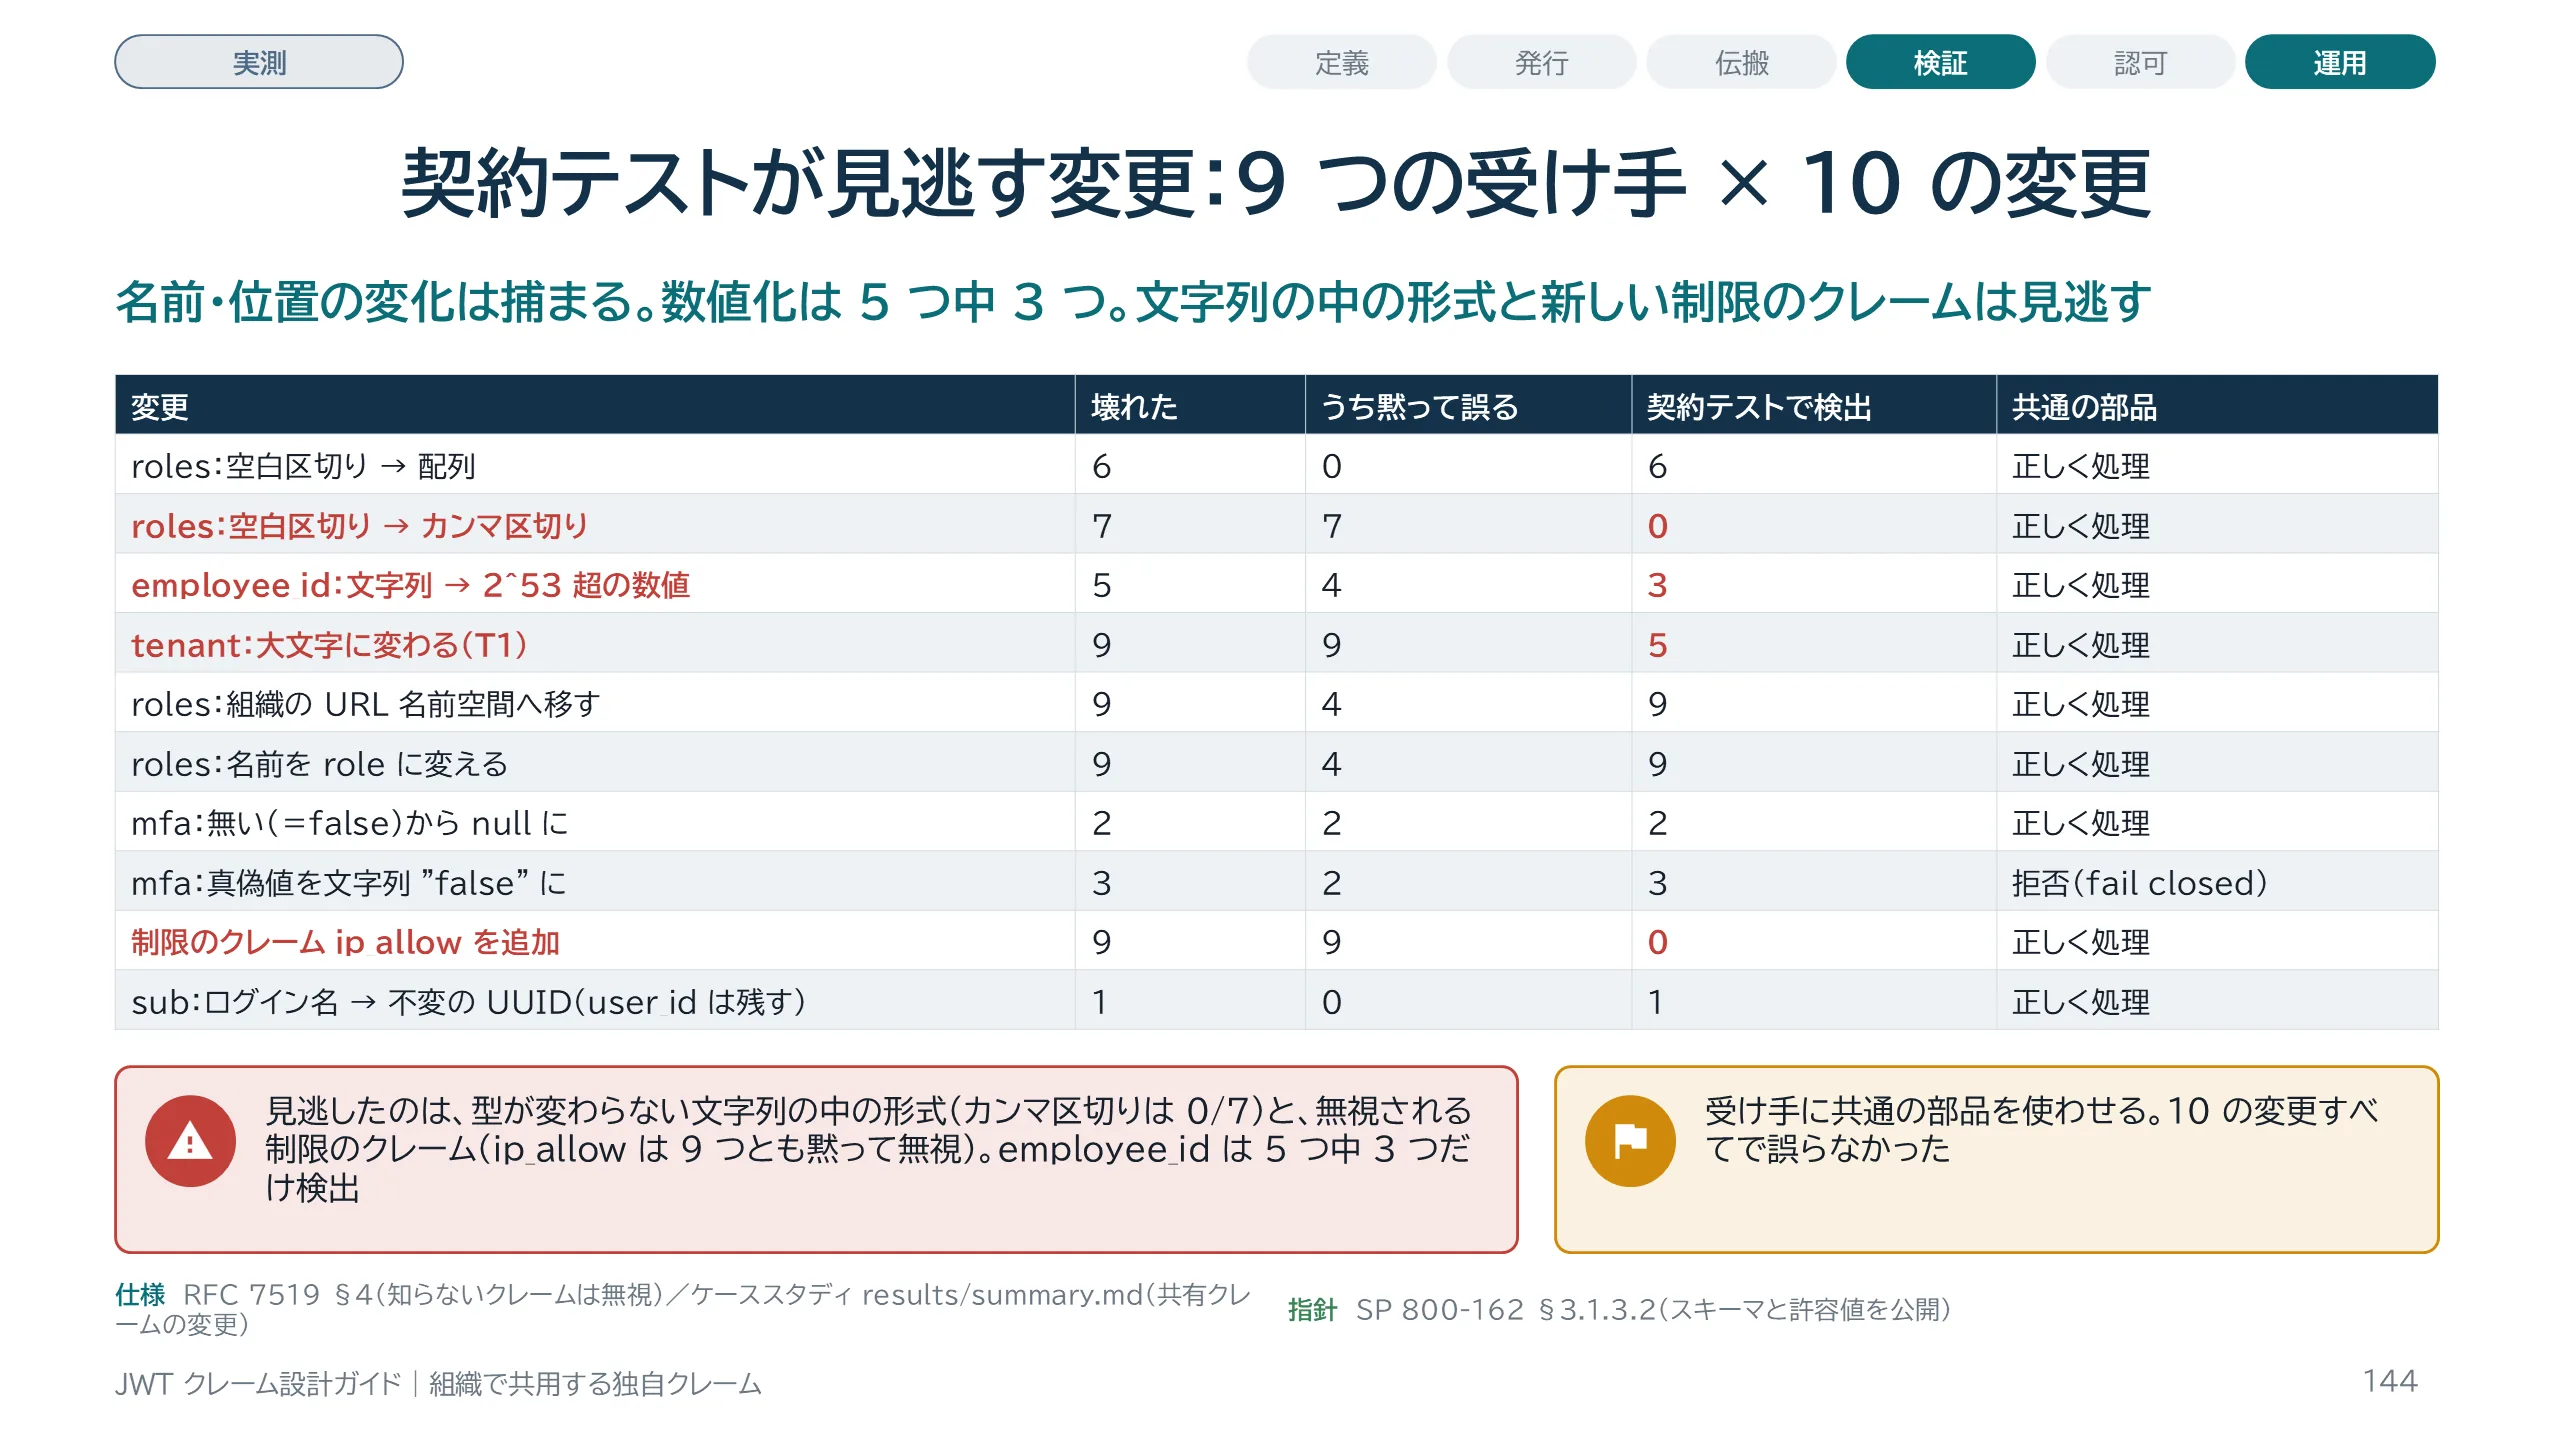 実測
定義 発行 伝搬 検証 認可 運用
契約テストが見逃す変更：9 つの受け手 × 10 の変更
名前・位置の変化は捕まる。数値化は 5 つ中 3 つ。文字列の中の形式と新しい制限のクレームは見逃す
変更 壊れた うち黙って誤る 契約テストで検出 共通の部品
roles：空白区切り → 配列 6 0 6 正しく処理
roles：空白区切り → カンマ区切り 7 7 0 正しく処理
employee_id：文字列 → 2^53 超の数値 5 4 3 正しく処理
tenant：大文字に変わる（T1） 9 9 5 正しく処理
roles：組織の URL 名前空間へ移す 9 4 9 正しく処理
roles：名前を role に変える 9 4 9 正しく処理
mfa：無い（＝false）から null に 2 2 2 正しく処理
mfa：真偽値を文字列 ”false” に 3 2 3 拒否（fail closed）
制限のクレーム ip_allow を追加 9 9 0 正しく処理
sub：ログイン名 → 不変の UUID（user_id は残す） 1 0 1 正しく処理
見逃したのは、型が変わらない文字列の中の形式（カンマ区切りは 0/7）と、無視される
制限のクレーム（ip_allow は 9 つとも黙って無視）。employee_id は 5 つ中 3 つだ
け検出
受け手に共通の部品を使わせる。10 の変更すべ
てで誤らなかった
仕様 RFC 7519 §4（知らないクレームは無視）／ケーススタディ results/summary.md（共有クレ
ームの変更）
指針 SP 800-162 §3.1.3.2（スキーマと許容値を公開）
JWT クレーム設計ガイド｜組織で共用する独自クレーム
144